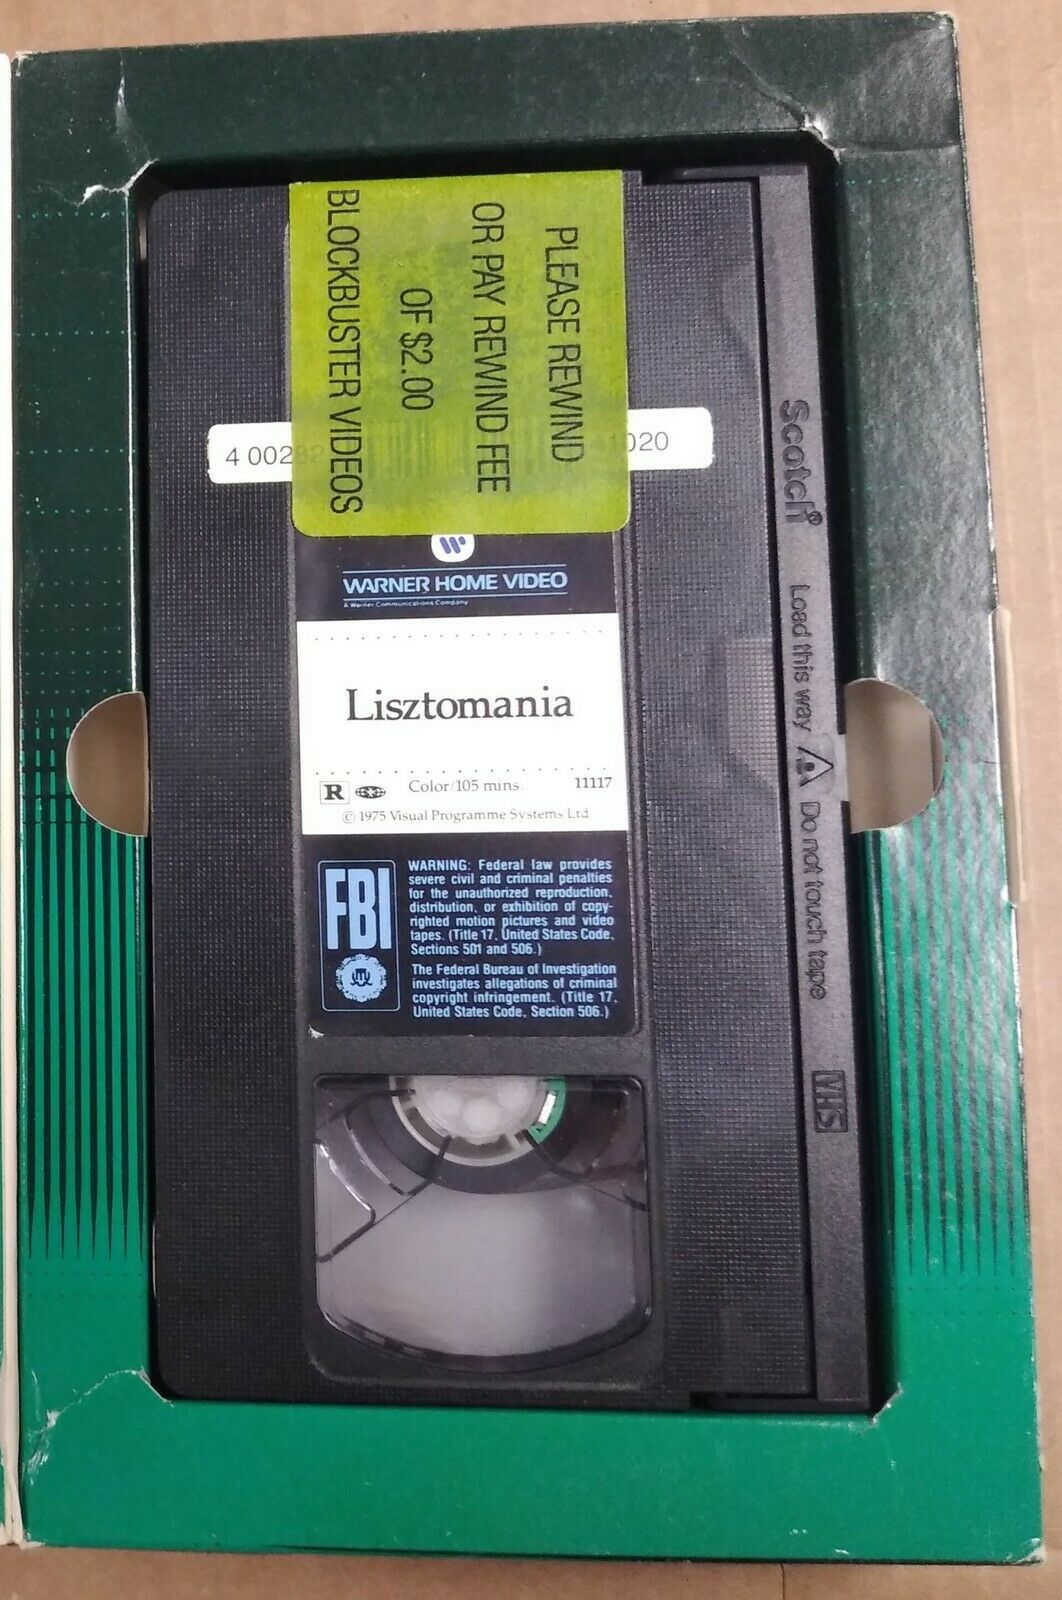 PLEASE REWIND
OR PAY REWIND FEE
OF $2.00
BLOCKBUSTER VIDEOS
4 002 020
WARNER HOME VIDEO
A Warner Communications Company
Lisztomania
R Color/105 mins. 11117
© 1975 Visual Programme Systems Ltd
FBI
WARNING: Federal law provides
severe civil and criminal penalties
for the unauthorized reproduction,
distribution, or exhibition of copy-
righted motion pictures and video
tapes. (Title 17, United States Code,
Sections 501 and 506.)
The Federal Bureau of Investigation
investigates allegations of criminal
copyright infringement. (Title 17,
United States Code, Section 506.)
Scotch® Load this way Do not touch tape VHS